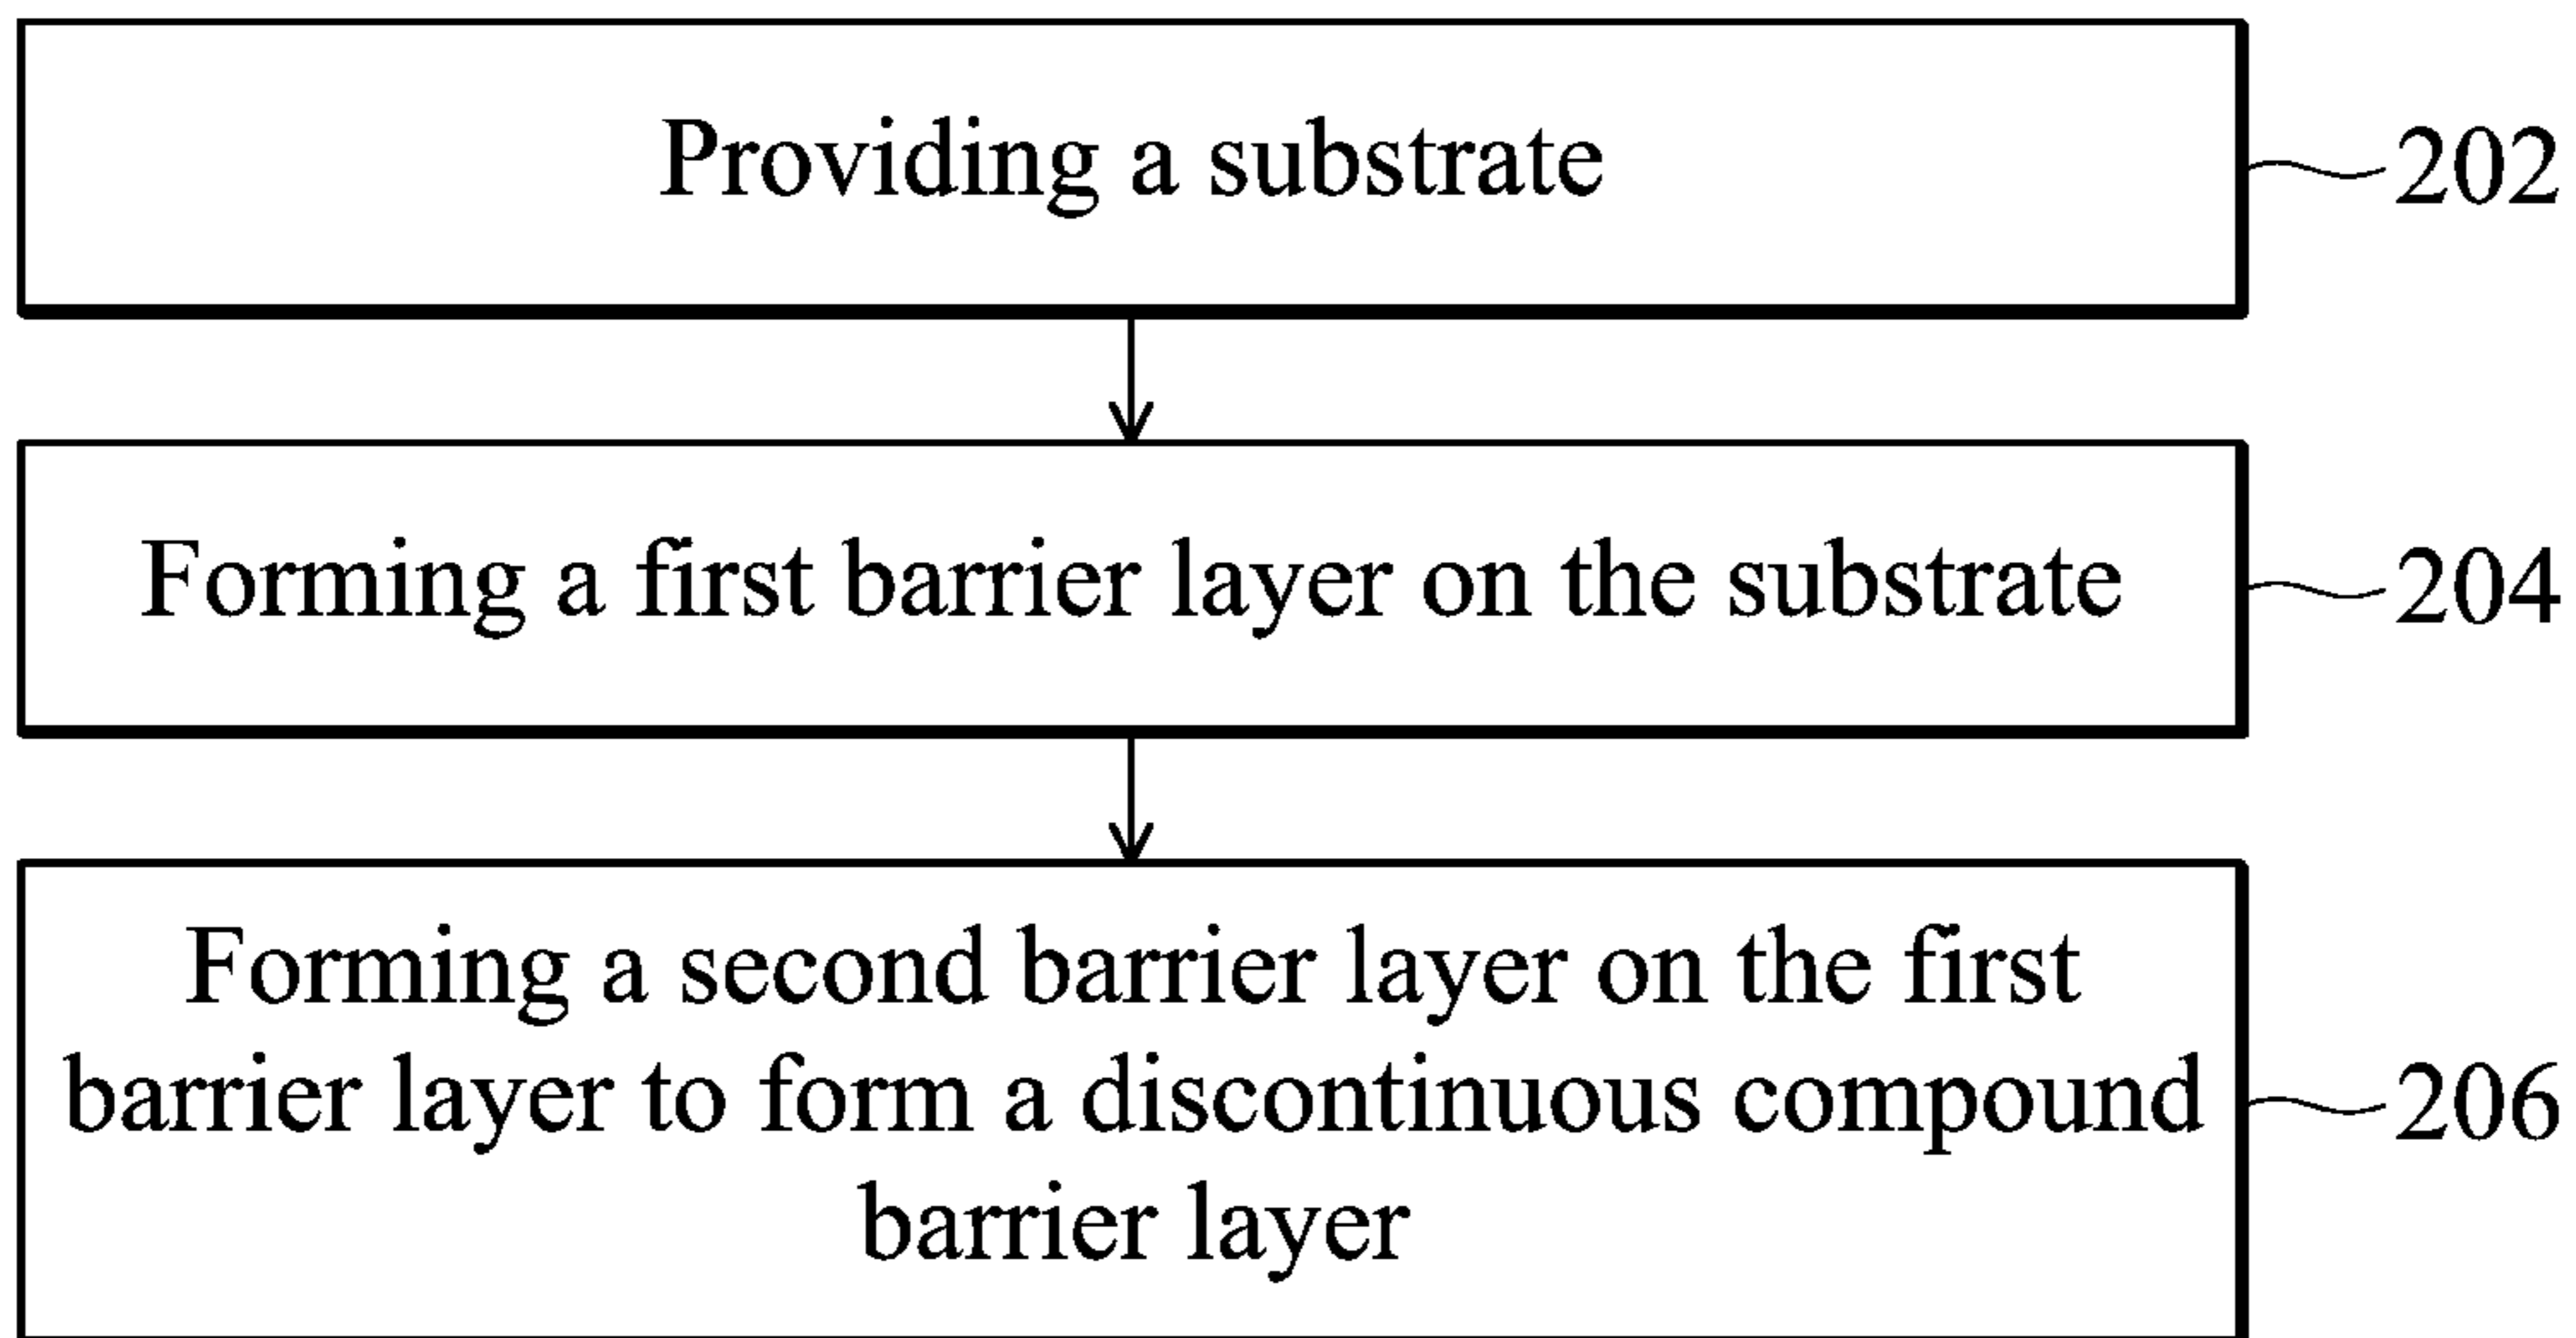 Providing a substrate
202
Forming a first barrier layer on the substrate
204
Forming a second barrier layer on the first
barrier layer to form a discontinuous compound
barrier layer
206